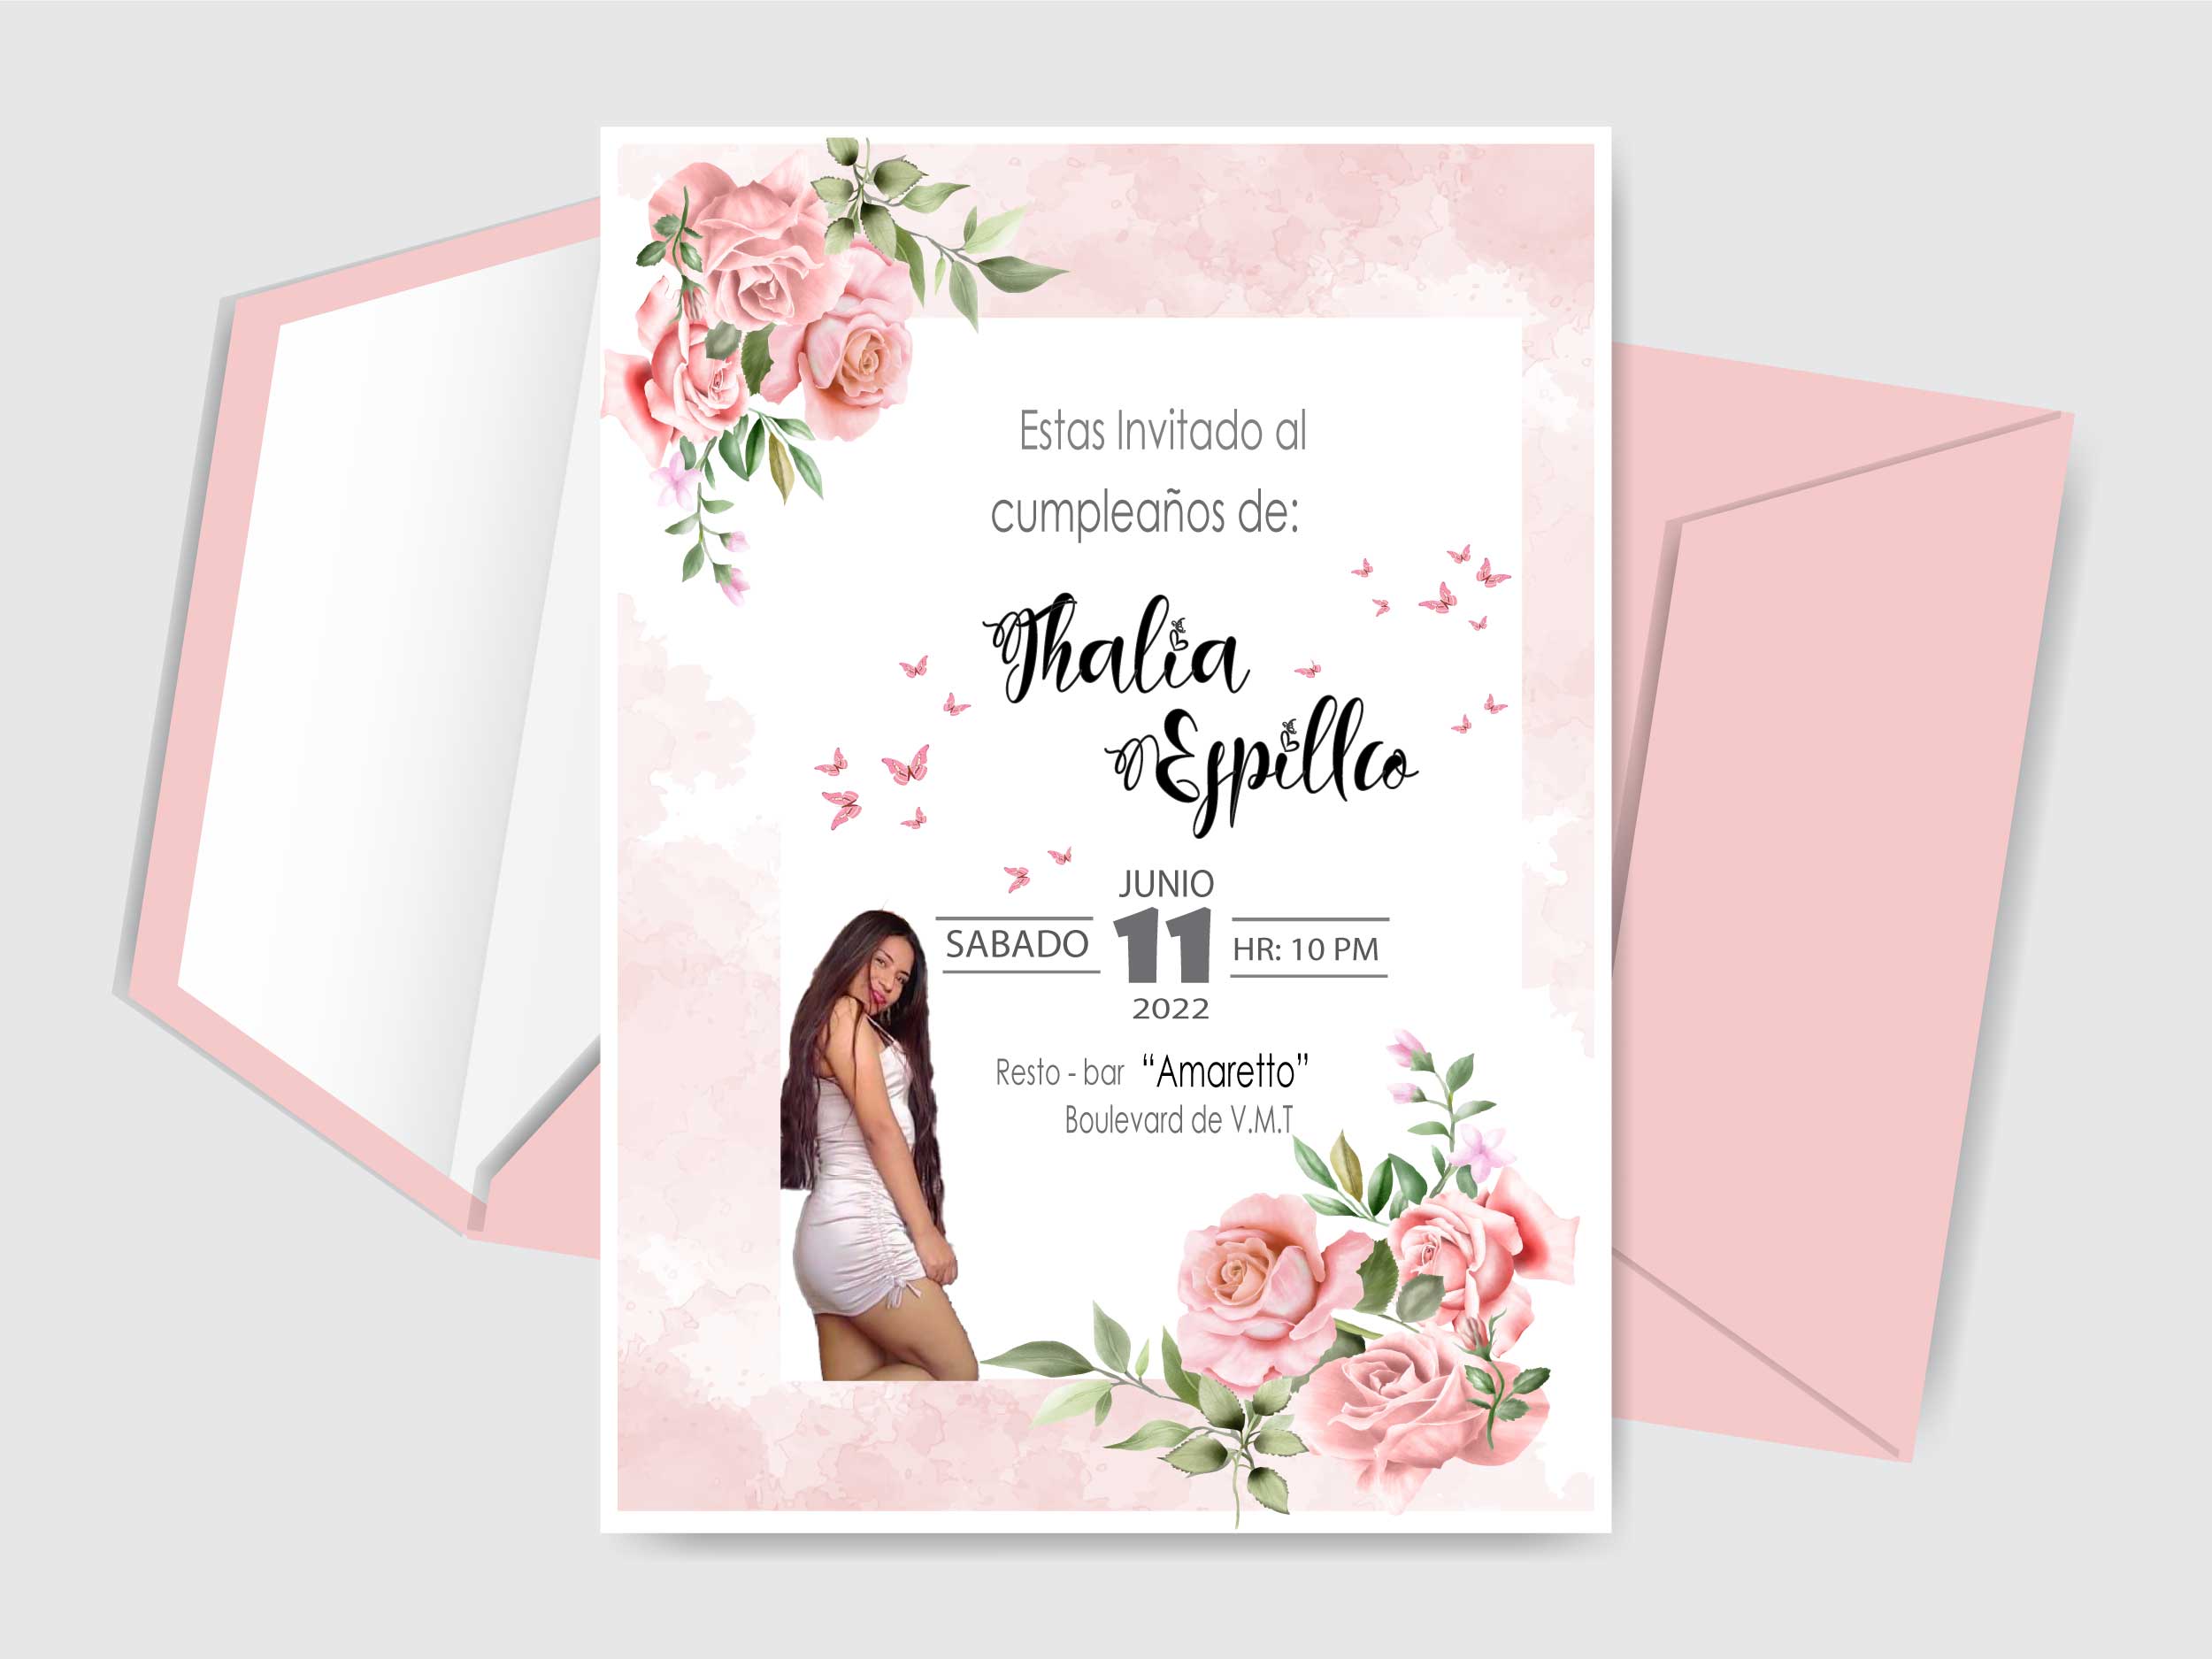 Estas Invitado al
cumpleaños de:
Thalia
Espillco
JUNIO
SABADO 11 HR: 10 PM
2022
Resto - bar “Amaretto”
Boulevard de V.M.T